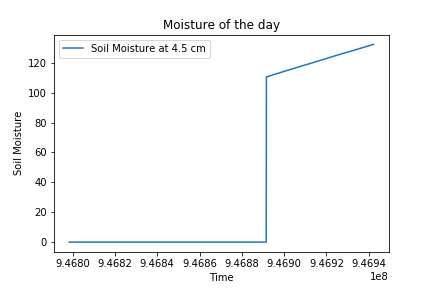 Moisture of the day
Soil Moisture at 4.5 cm
Soil Moisture
120
100
80
60
40
20
0
9.4680 9.4682 9.4684 9.4686 9.4688 9.4690 9.4692 9.4694
1e8
Time